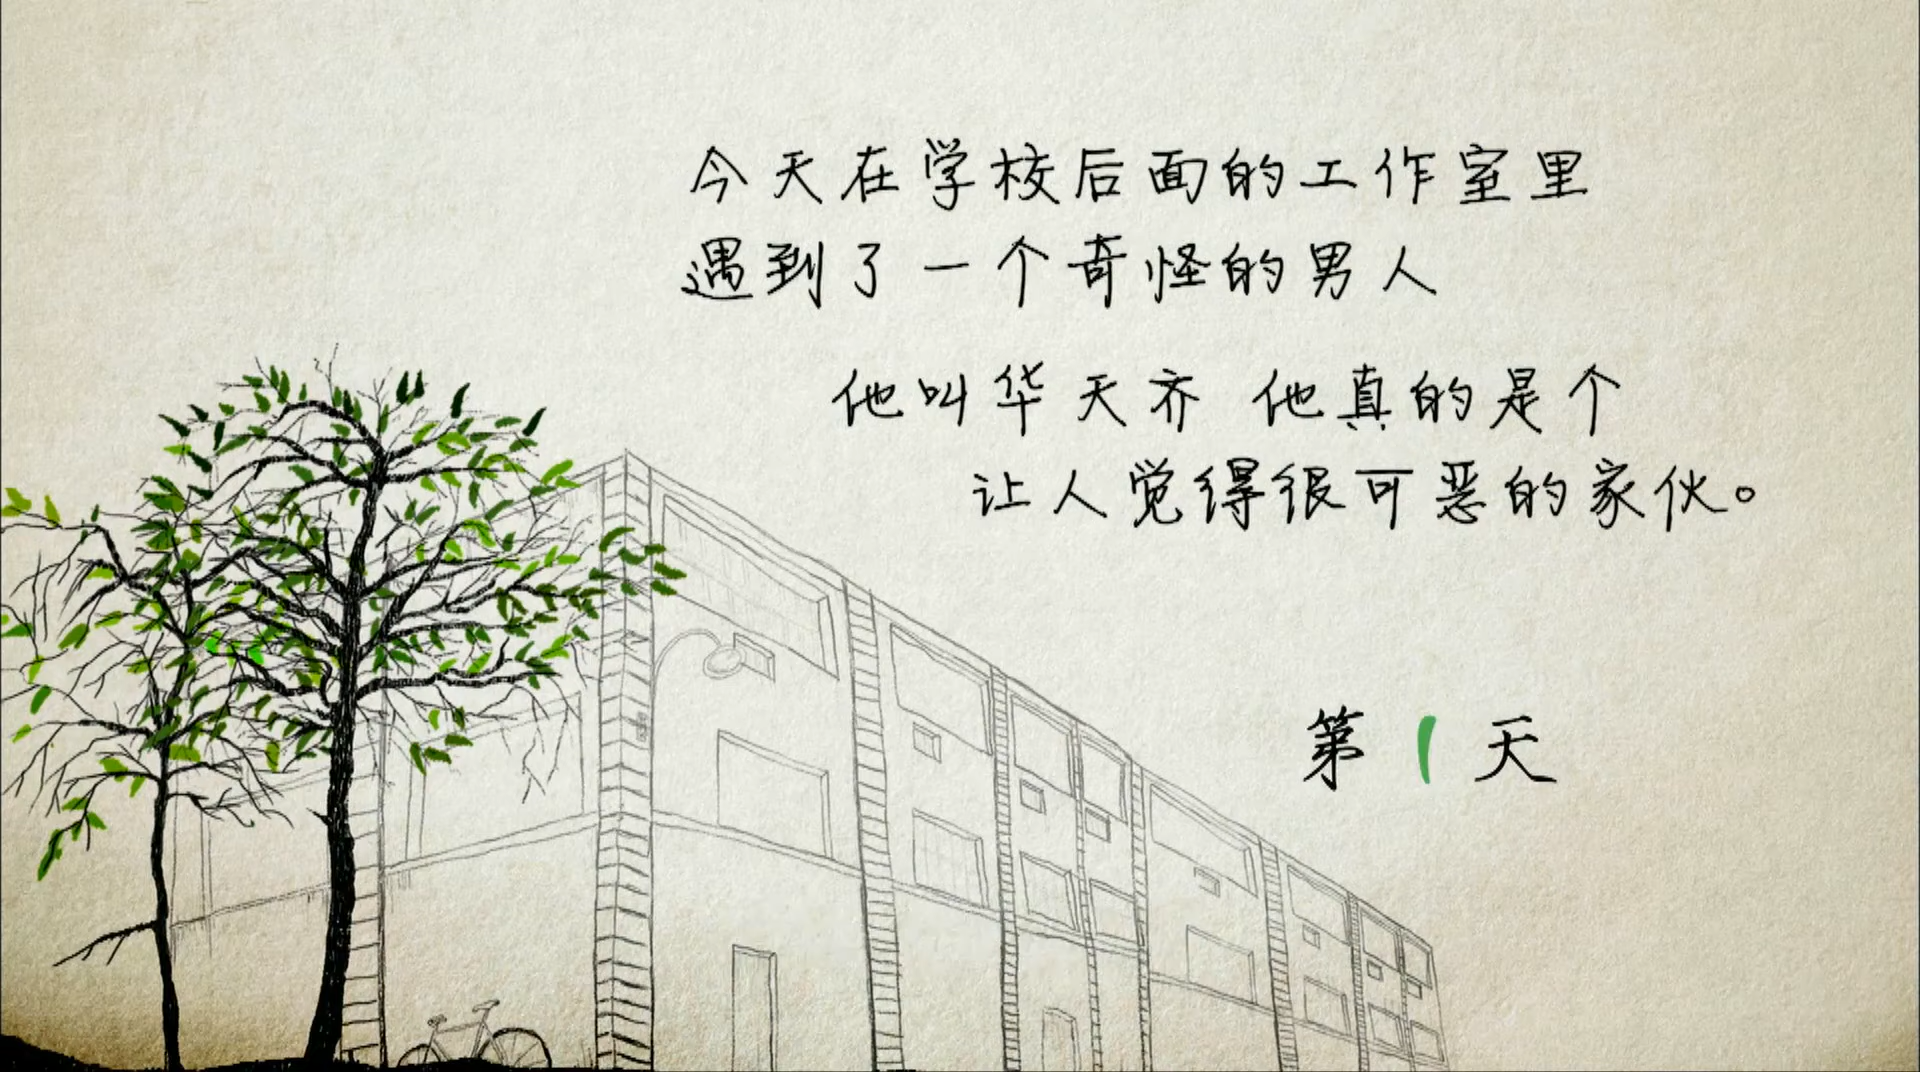 今天在学校后面的工作室里
遇到了一个奇怪的男人
他叫华天齐 他真的是个
让人觉得很可恶的家伙。
第1天